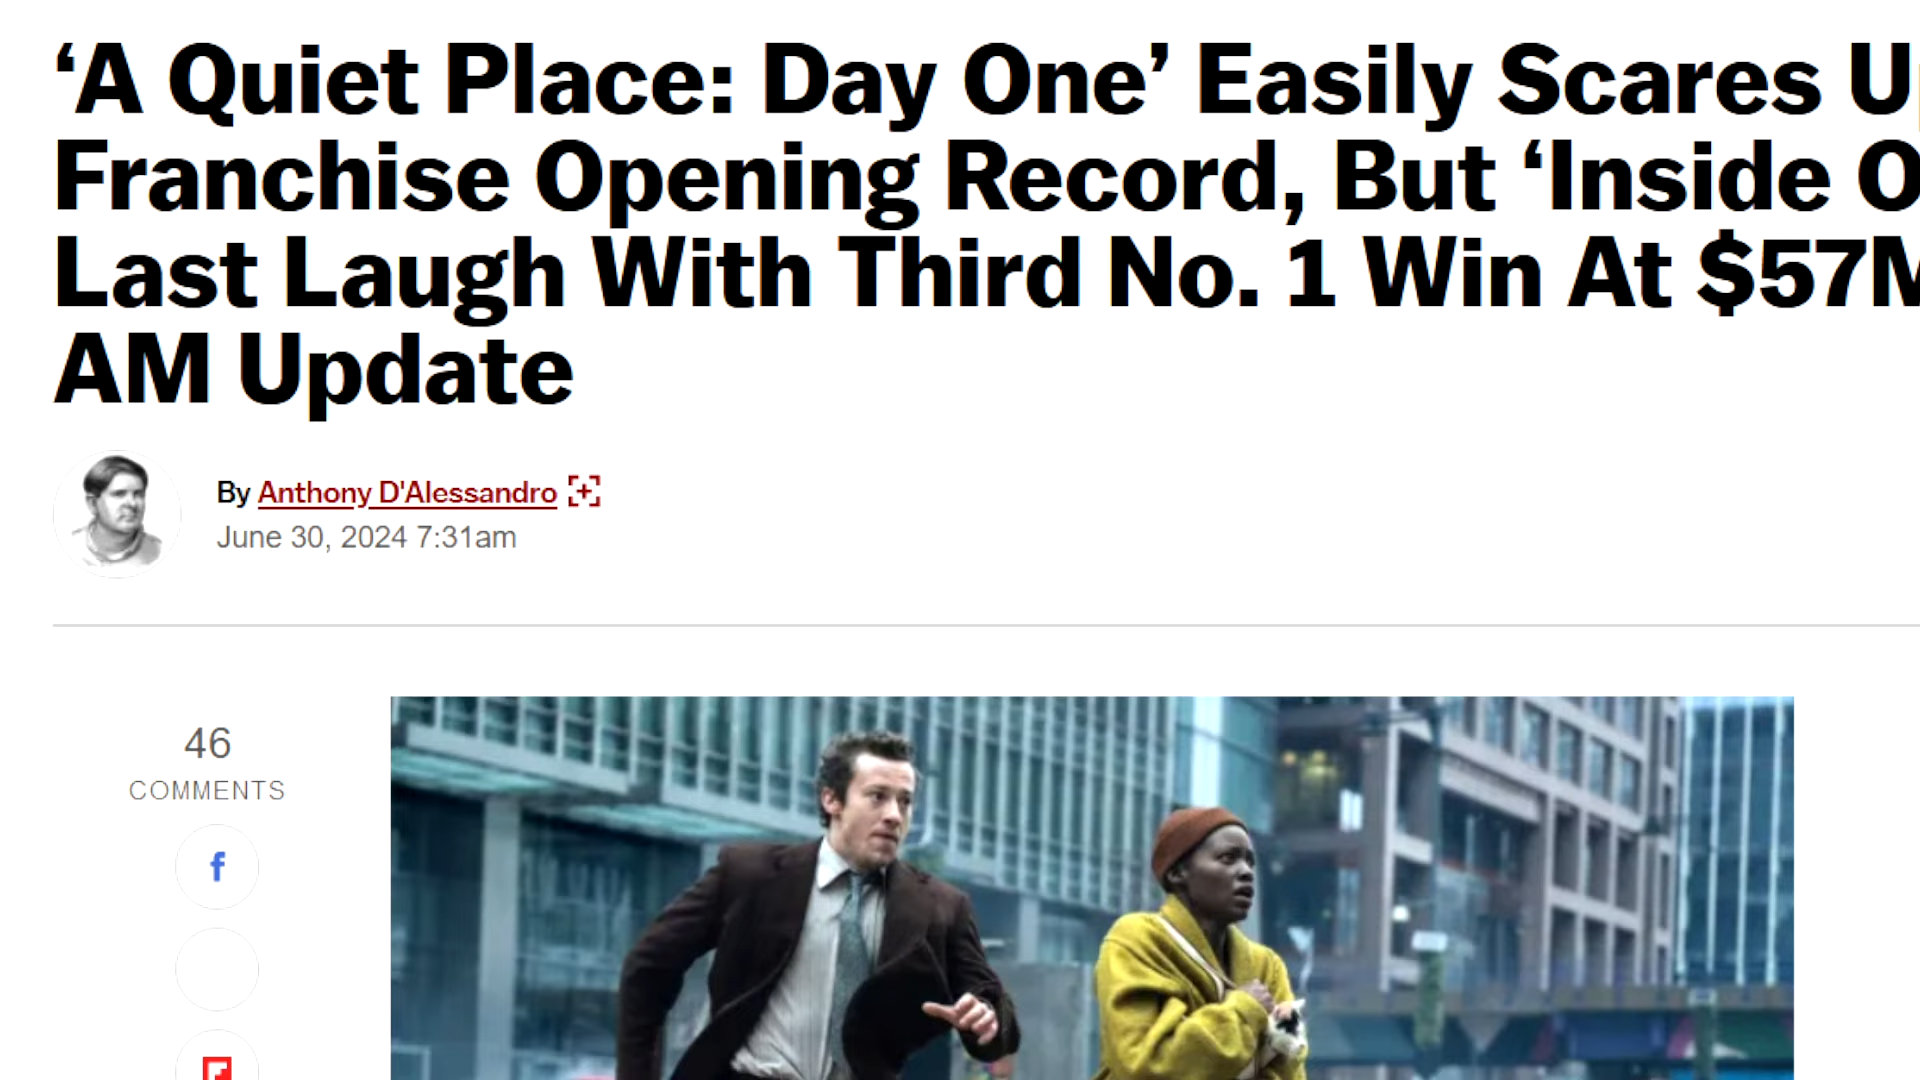 ‘A Quiet Place: Day One’ Easily Scares U
Franchise Opening Record, But ‘Inside O
Last Laugh With Third No. 1 Win At $57M
AM Update
By Anthony D'Alessandro
June 30, 2024 7:31am
46
COMMENTS